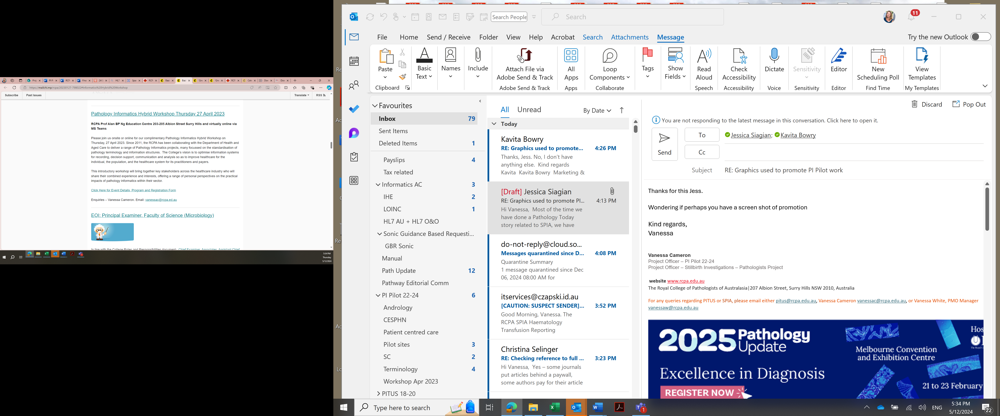 https://mailchi.mp/rcpa/20230127-798022#Informatics%20Hybrid%20Workshop
Subscribe
Past Issues
Translate
RSS
Pathology Informatics Hybrid Workshop Thursday 27 April 2023
RCPA Prof Alan BP Ng Education Centre 203-205 Albion Street Surry Hills and virtually online via
MS Teams
Please join us onsite or online for our complimentary Pathology Informatics Hybrid Workshop on
Thursday, 27 April 2023. Since 2011, the RCPA has been collaborating with the Department of Health and
Aged Care to deliver a range of Pathology Informatics projects, many focussed on the standardisation of
pathology terminology and information structures.  The College's vision is to optimise information systems
for recording, decision support, communication and analysis so as to improve healthcare for the
individual, the population, and the healthcare system for its practitioners and payers.
This introductory workshop will bring together key stakeholders across the healthcare industry who will
share their combined experience and interests, offering a range of personal perspectives on the practical
impacts of pathology informatics within their sector.
Click Here for Event Details, Program and Registration Form
Enquiries – Vanessa Cameron. Email: vanessac@rcpa.ed.au
EOI: Principal Examiner, Faculty of Science (Microbiology)
In line with the College Roles and Responsibilities document: Chief Examiner, Associates, Assistant Chief
5:34 PM
Thursday
5/12/2024
Search People
Search
11
File
Home
Send / Receive
Folder
View
Help
Acrobat
Search
Attachments
Message
Try the new Outlook
Paste
Clipboard
Basic
Text
Names
Include
Attach File via
Adobe Send & Track
Adobe Send & Track
All
Apps
Apps
Loop
Components
Collaborate
Tags
Show
Fields
Read
Aloud
Speech
Check
Accessibility
Accessibility
Dictate
Voice
Sensitivity
Sensitivity
Editor
Editor
New
Scheduling Poll
Find Time
View
Templates
My Templates
Favourites
Inbox 79
Sent Items
Deleted Items 1
Payslips 4
Tax related
Informatics AC 3
IHE 2
LOINC 1
HL7 AU + HL7 O&O
Sonic Guidance Based Requesti...
GBR Sonic
Manual
Path Update 12
Pathway Editorial Comm
PI Pilot 22-24 6
Andrology
CESPHN
Patient centred care
Pilot sites 3
SC 2
Terminology 4
Workshop Apr 2023
PITUS 18-20
All
Unread
By Date
Today
Kavita Bowry
RE: Graphics used to promote... 4:26 PM
Thanks, Jess. No, I don't have
anything else.  Kind regards
Kavita  Kavita Bowry  Marketing &
[Draft] Jessica Siagian
RE: Graphics used to promote PI... 4:13 PM
Hi Vanessa,  Most of the time we
have done a Pathology Today
story related to SPIA, we have
do-not-reply@cloud.so...
Messages quarantined since D... 4:08 PM
Quarantine Summary
1 message quarantined since Dec
06, 2024 08:00 AM for
itservices@czapski.id.au
[CAUTION: SUSPECT SENDER]... 3:52 PM
Good Morning, Vanessa. The
RCPA SPIA Haematology
Transfusion Reporting
Christina Selinger
RE: Checking reference to full ... 3:23 PM
Hi Vanessa,  Yes – some journals
put articles behind a paywall,
some authors pay for their article
Discard
Pop Out
You are not responding to the latest message in this conversation. Click here to open it.
Send
To
Jessica Siagian; Kavita Bowry
Cc
Subject
RE: Graphics used to promote PI Pilot work
Thanks for this Jess.
Wondering if perhaps you have a screen shot of promotion
Kind regards,
Vanessa
Vanessa Cameron
Project Officer – PI Pilot 22-24
Project Officer – Stillbirth Investigations – Pathologists Project
website www.rcpa.edu.au
The Royal College of Pathologists of Australasia|207 Albion Street, Surry Hills NSW 2010, Australia
For any queries regarding PITUS or SPIA, please email either pitus@rcpa.edu.au, Vanessa Cameron vanessac@rcpa.edu.au, or Vanessa White, PMO Manager
vanessaw@rcpa.edu.au
2025 Pathology
Update
Hos
Melbourne Convention
and Exhibition Centre
Excellence in Diagnosis
21 to 23 February
REGISTER NOW
Type here to search
ENG
5:34 PM
5/12/2024
22